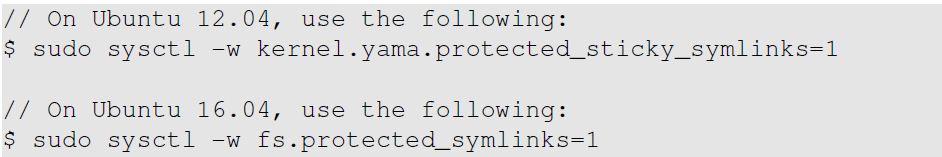 // On Ubuntu 12.04, use the following:
$ sudo sysctl -w kernel.yama.protected_sticky_symlinks=1
// On Ubuntu 16.04, use the following:
$ sudo sysctl -w fs.protected_symlinks=1